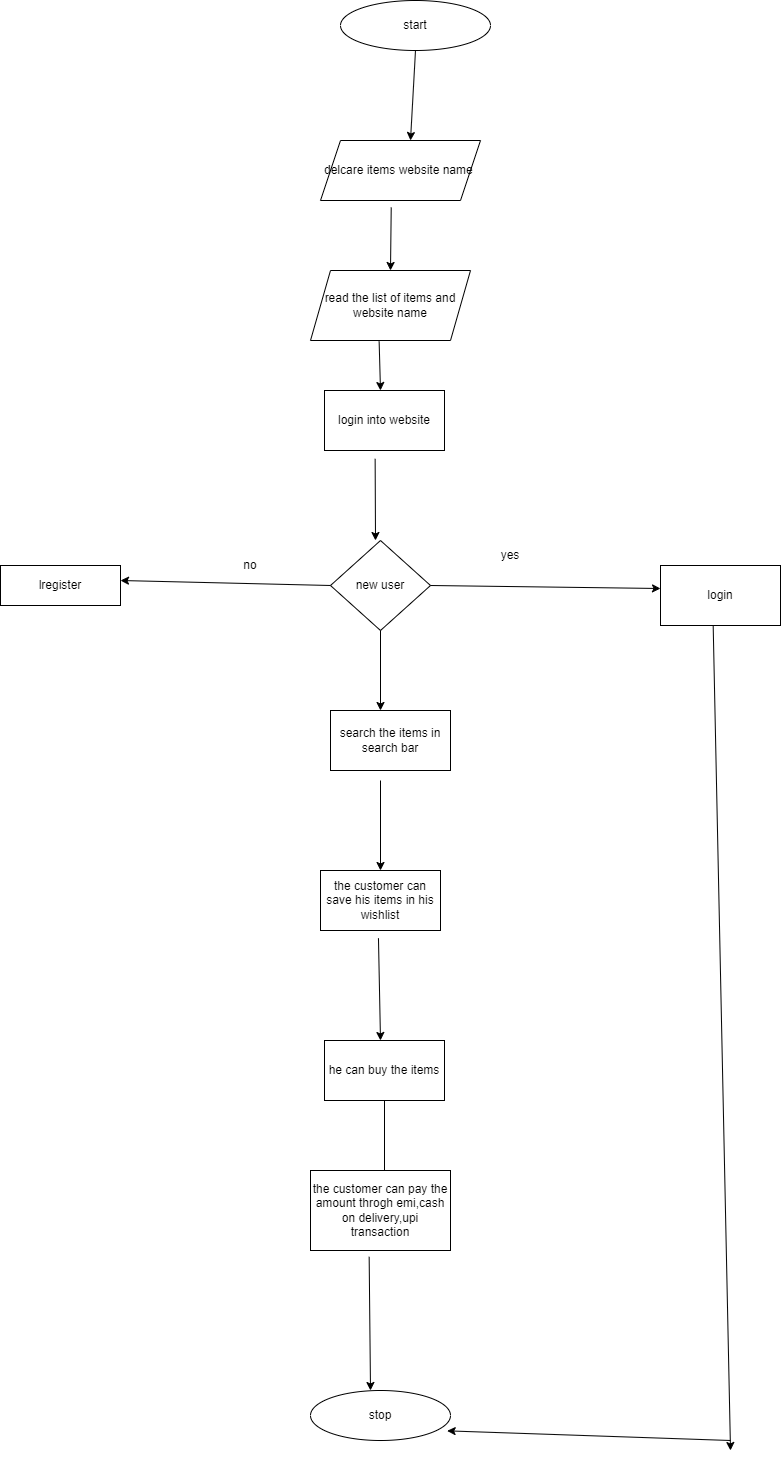 start
delcare items website name
read the list of items and
website name
login into website
no
yes
lregister
new user
login
search the items in
search bar
the customer can
save his items in his
wishlist
he can buy the items
the customer can pay the
amount throgh emi,cash
on delivery,upi
transaction
stop